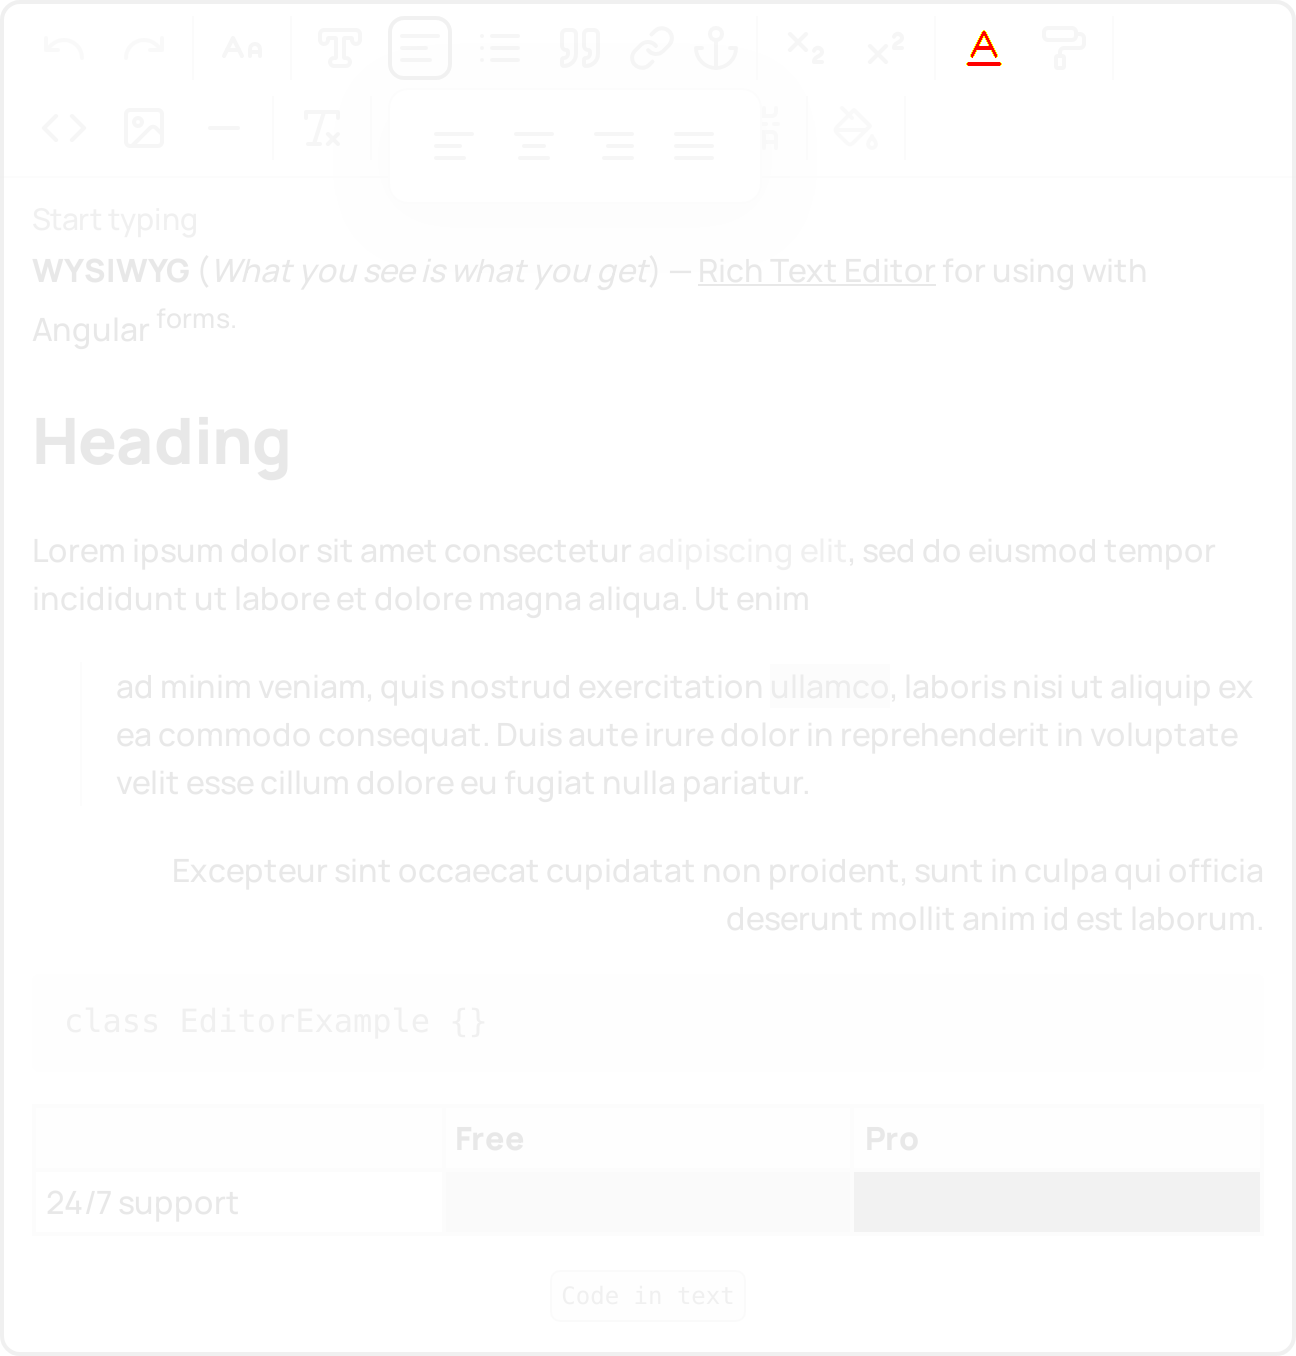 Start typing
WYSIWYG (What you see is what you get) — Rich Text Editor for using with
Angular forms.
Heading
Lorem ipsum dolor sit amet consectetur adipiscing elit, sed do eiusmod tempor
incididunt ut labore et dolore magna aliqua. Ut enim
ad minim veniam, quis nostrud exercitation ullamco, laboris nisi ut aliquip ex
ea commodo consequat. Duis aute irure dolor in reprehenderit in voluptate
velit esse cillum dolore eu fugiat nulla pariatur.
Excepteur sint occaecat cupidatat non proident, sunt in culpa qui officia
deserunt mollit anim id est laborum.
class EditorExample {}
Free Pro
24/7 support
Code in text